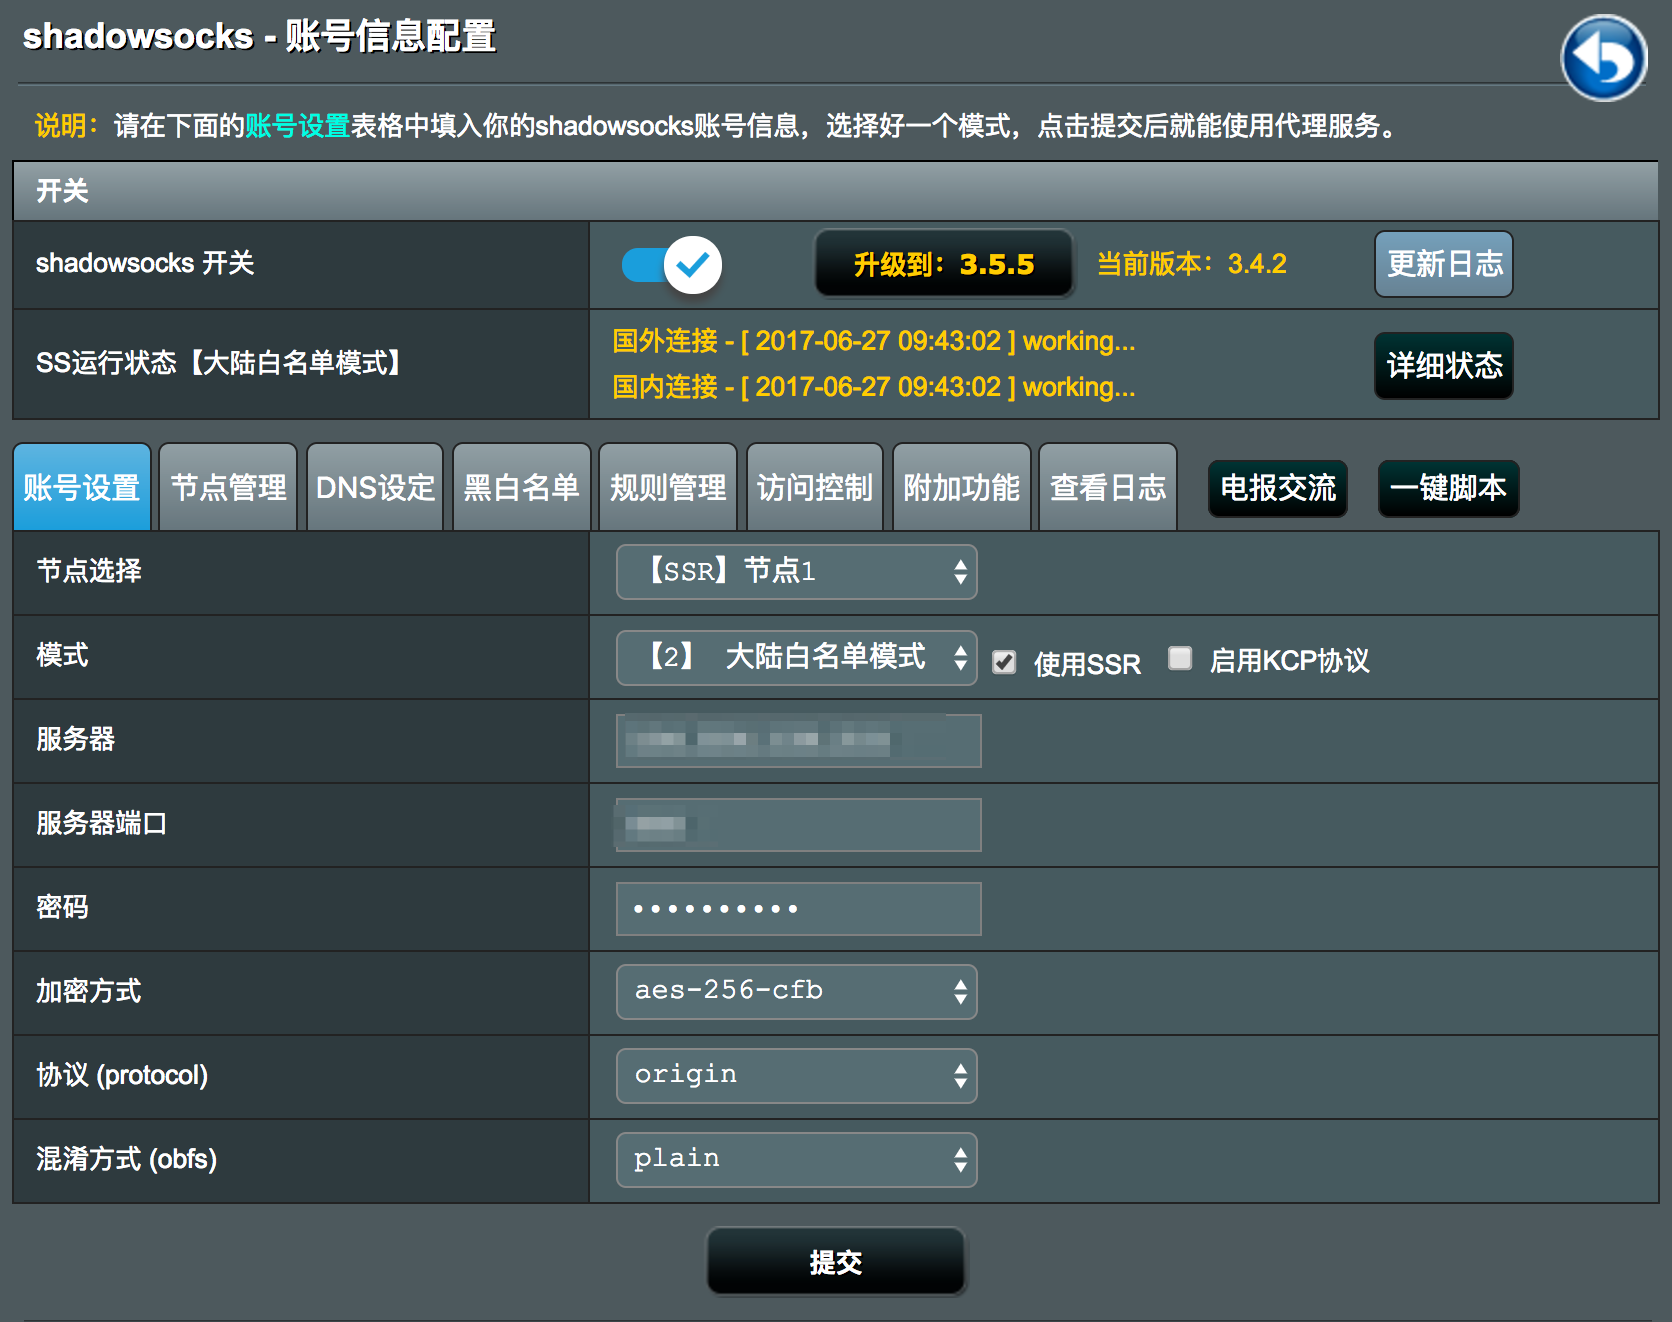 shadowsocks - 账号信息配置
说明：请在下面的账号设置表格中填入你的shadowsocks账号信息，选择好一个模式，点击提交后就能使用代理服务。
开关
shadowsocks 开关 升级到：3.5.5 当前版本：3.4.2 更新日志
SS运行状态【大陆白名单模式】
国外连接 - [ 2017-06-27 09:43:02 ] working...
国内连接 - [ 2017-06-27 09:43:02 ] working...
详细状态
账号设置 节点管理 DNS设定 黑白名单 规则管理 访问控制 附加功能 查看日志 电报交流 一键脚本
节点选择 【SSR】节点1
模式 【2】 大陆白名单模式 使用SSR 启用KCP协议
服务器
服务器端口
密码 ••••••••••
加密方式 aes-256-cfb
协议 (protocol) origin
混淆方式 (obfs) plain
提交